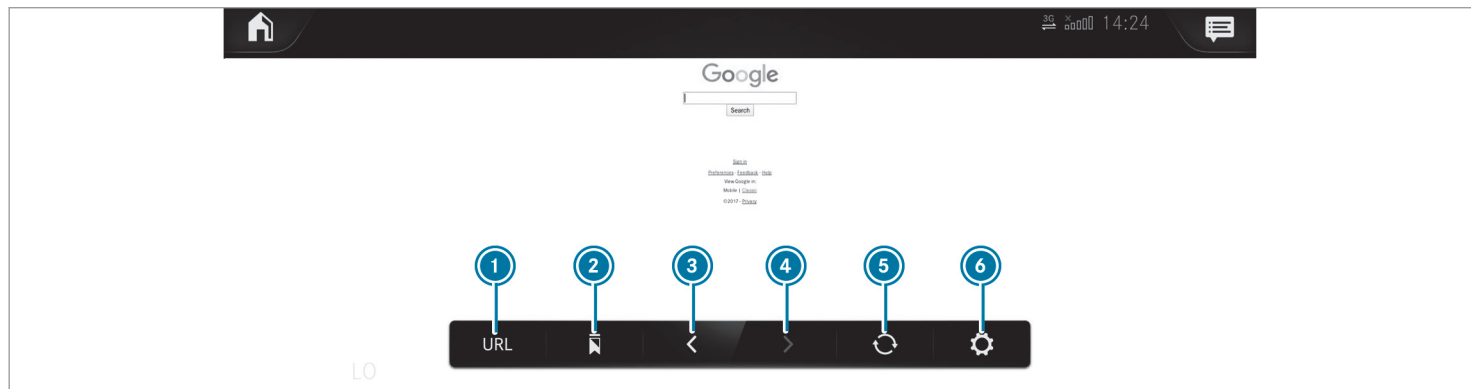 3G 14:24
Google
Search
Sign in
Preferences - Feedback - Help
View Google in:
Mobile | Classic
©2017 - Privacy
1 2 3 4 5 6
URL
LO